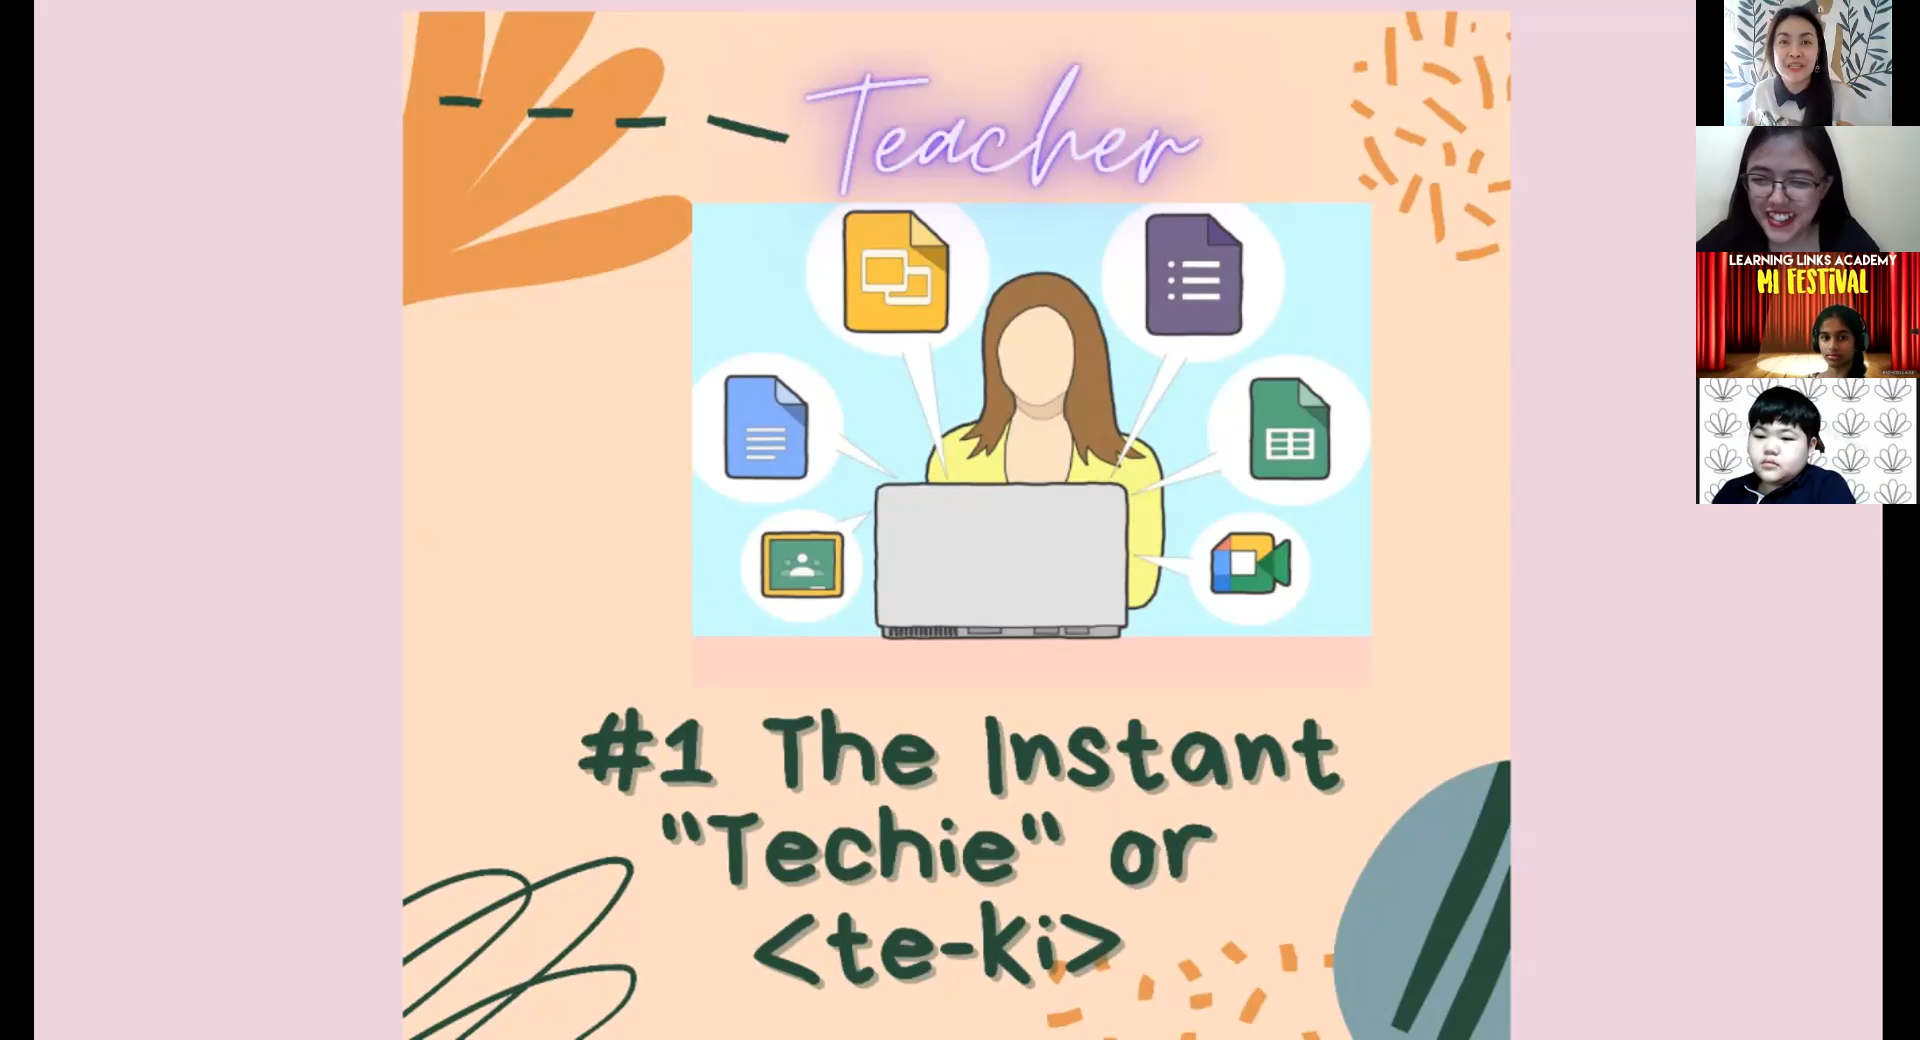 Teacher
#1 The Instant
"Techie" or
<te-ki>
LEARNING LINKS ACADEMY
MI FESTIVAL